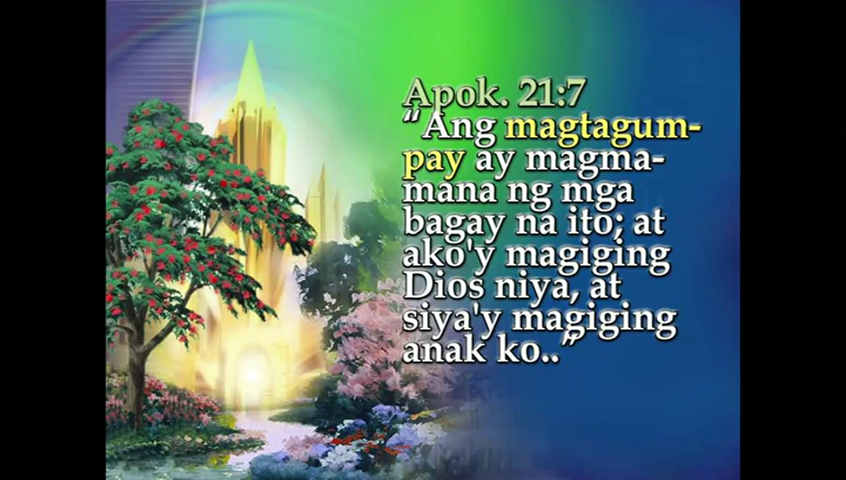 Apok. 21:7
“Ang magtagum-
pay ay magma-
mana ng mga
bagay na ito; at
ako'y magiging
Dios niya, at
siya'y magiging
anak ko..”